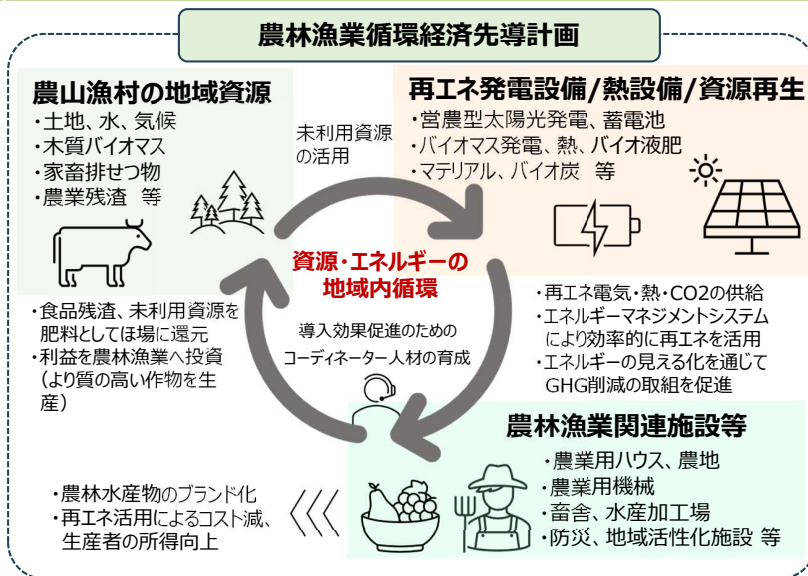 農林漁業循環経済先導計画
農山漁村の地域資源
・土地、水、気候
・木質バイオマス
・家畜排せつ物
・農業残渣 等
未利用資源
の活用
再エネ発電設備/熱設備/資源再生
・営農型太陽光発電、蓄電池
・バイオマス発電、熱、バイオ液肥
・マテリアル、バイオ炭 等
資源・エネルギーの
地域内循環
導入効果促進のための
コーディネーター人材の育成
・食品残渣、未利用資源を
肥料としてほ場に還元
・利益を農林漁業へ投資
（より質の高い作物を生
産）
・再エネ電気・熱・CO2の供給
・エネルギーマネジメントシステム
により効率的に再エネを活用
・エネルギーの見える化を通じて
GHG削減の取組を促進
農林漁業関連施設等
・農業用ハウス、農地
・農業用機械
・畜舎、水産加工場
・防災、地域活性化施設 等
・農林水産物のブランド化
・再エネ活用によるコスト減、
生産者の所得向上